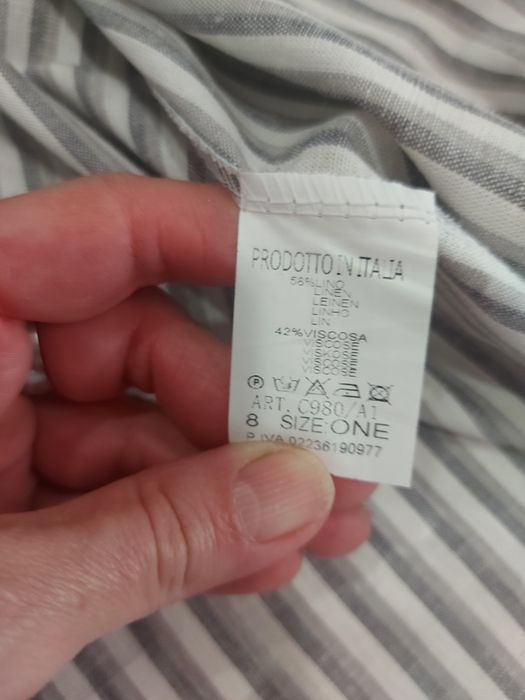 PRODOTTO IN ITALIA
58%LINO
LINEN
LEINEN
LINHO
LIN
42%VISCOSA
VISCOSE
VISKOSE
VISCOSE
VISCOSE
P
ART. C980/A1
8 SIZE:ONE
P.IVA 02236190977